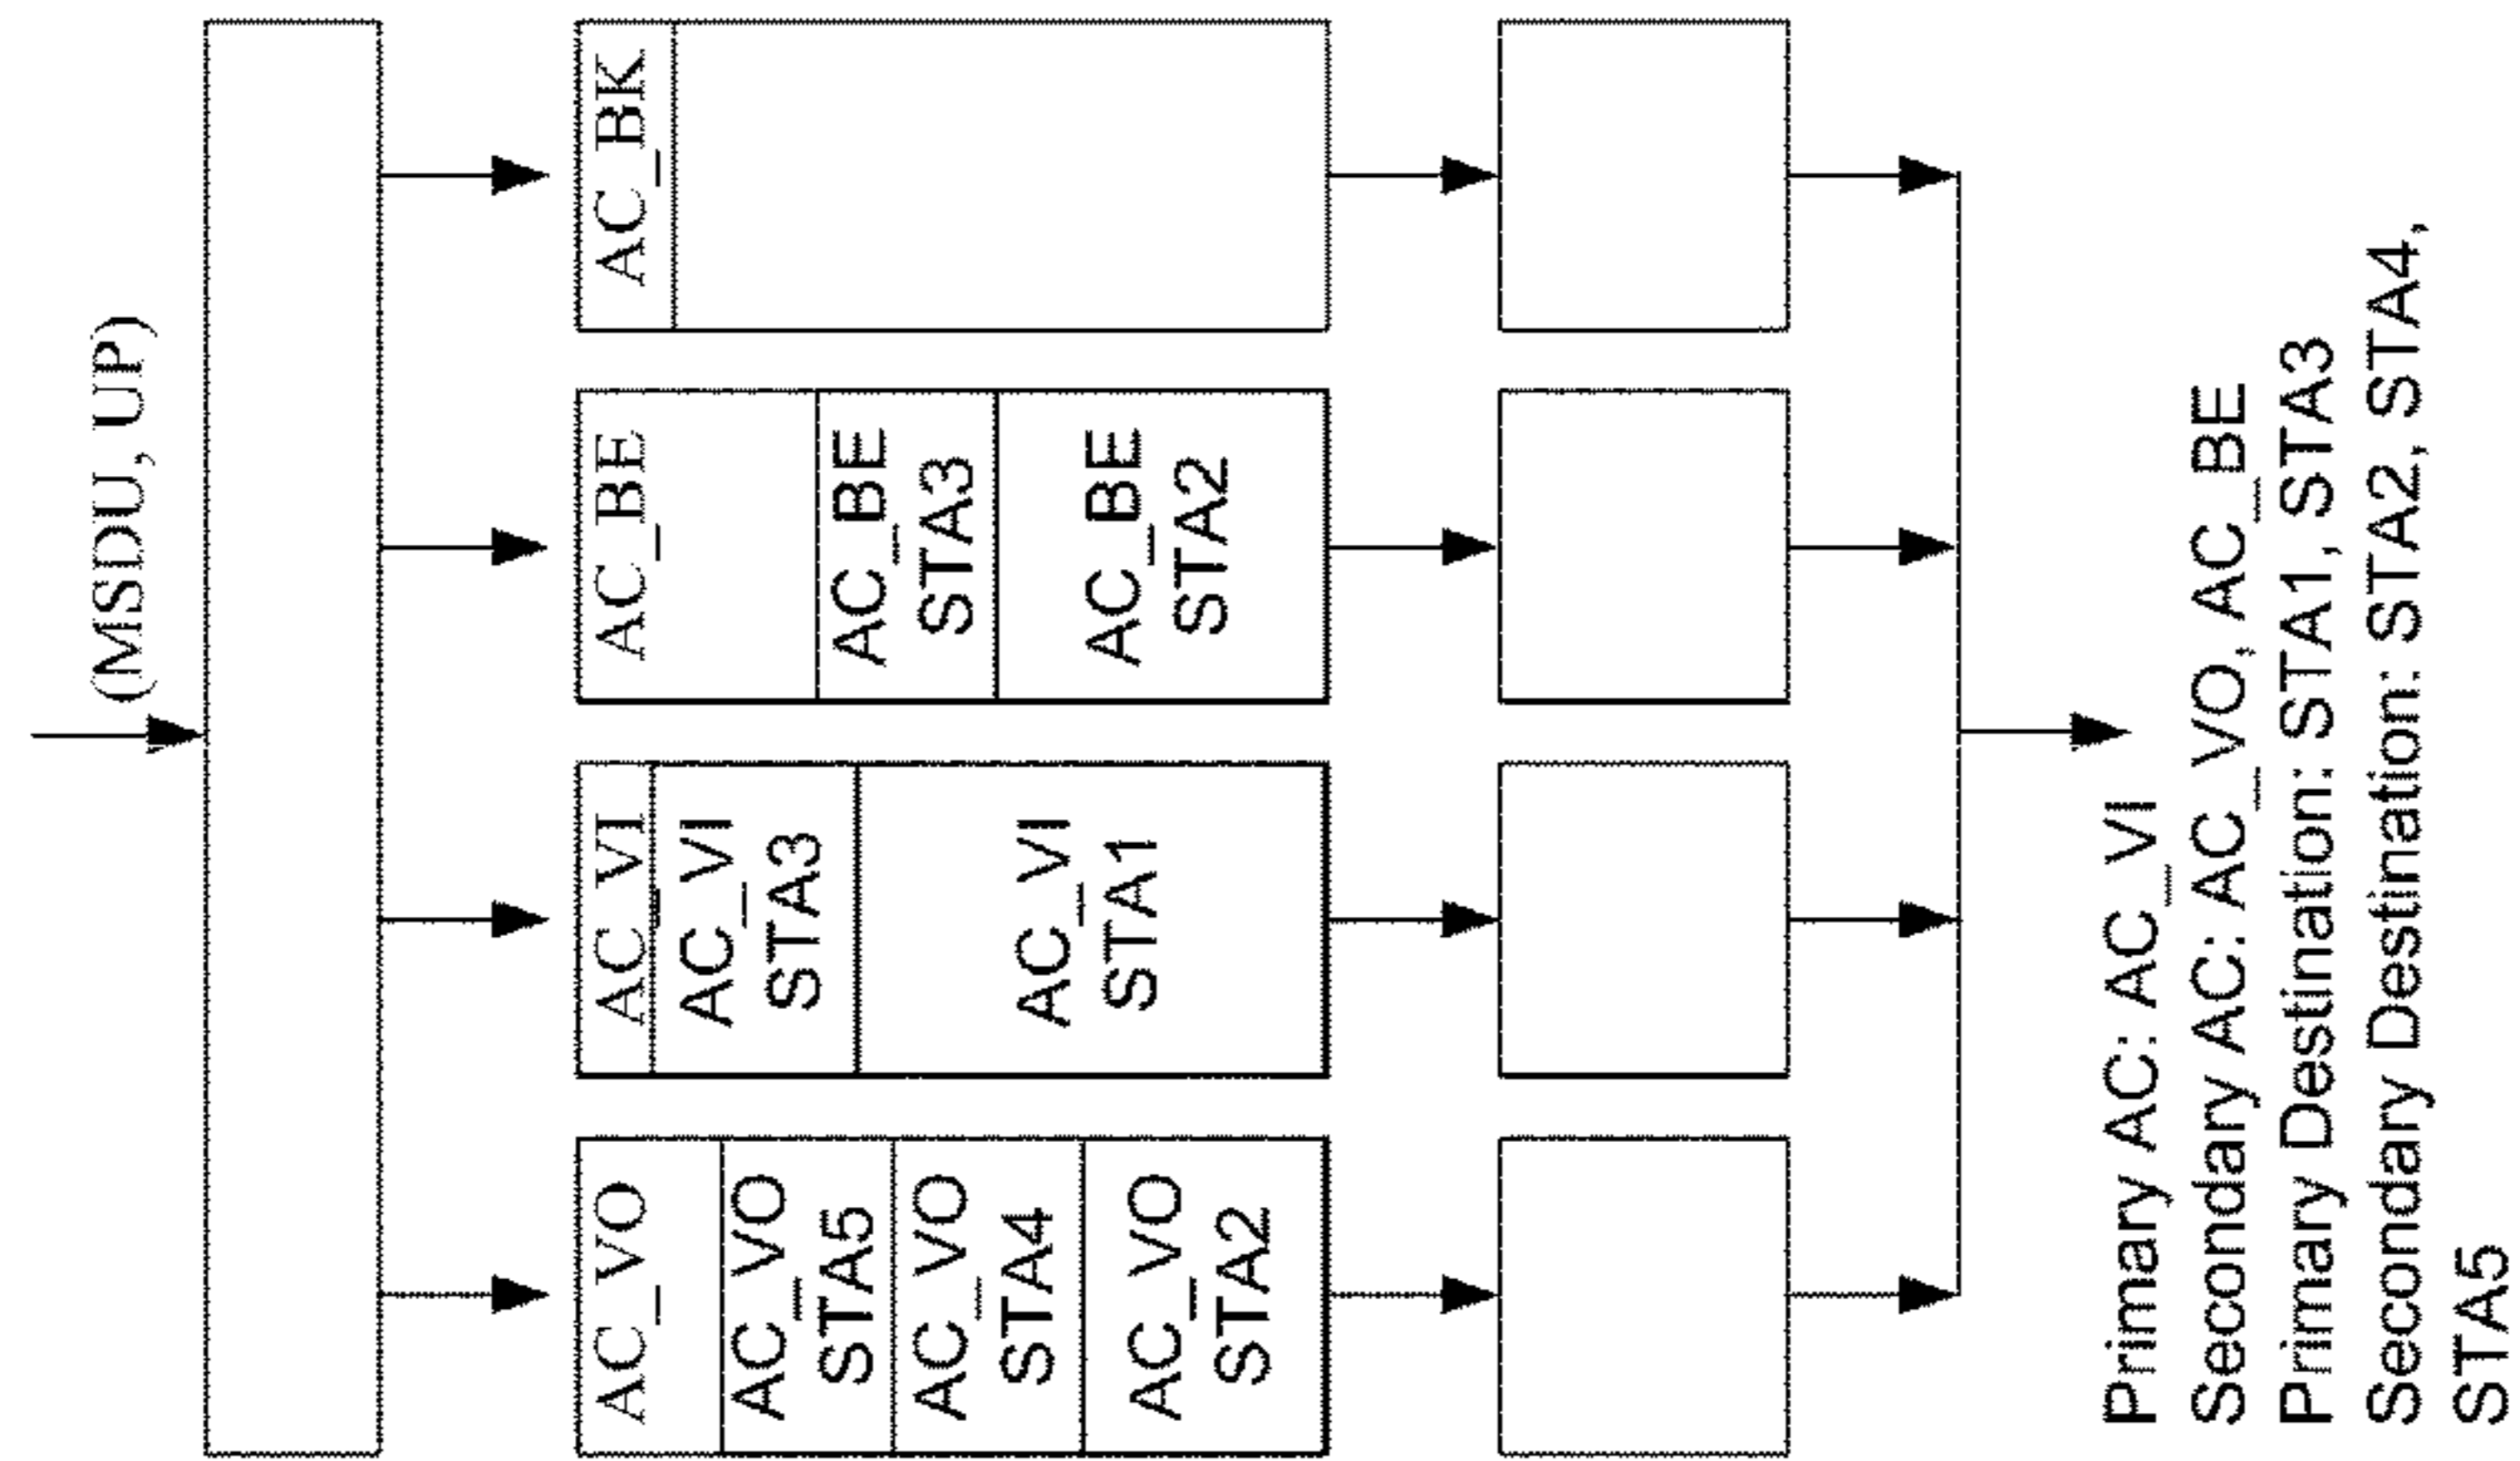 (MSDU, UP)
AC_VO
AC_VO
STA5
AC_VO
STA4
AC_VO
STA2
AC_VI
AC_VI
STA3
AC_VI
STA1
AC_BE
AC_BE
STA3
AC_BE
STA2
AC_BK
Primary AC: AC_VI
Secondary AC: AC_VO, AC_BE
Primary Destination: STA1, STA3
Secondary Destination: STA2, STA4,
STA5